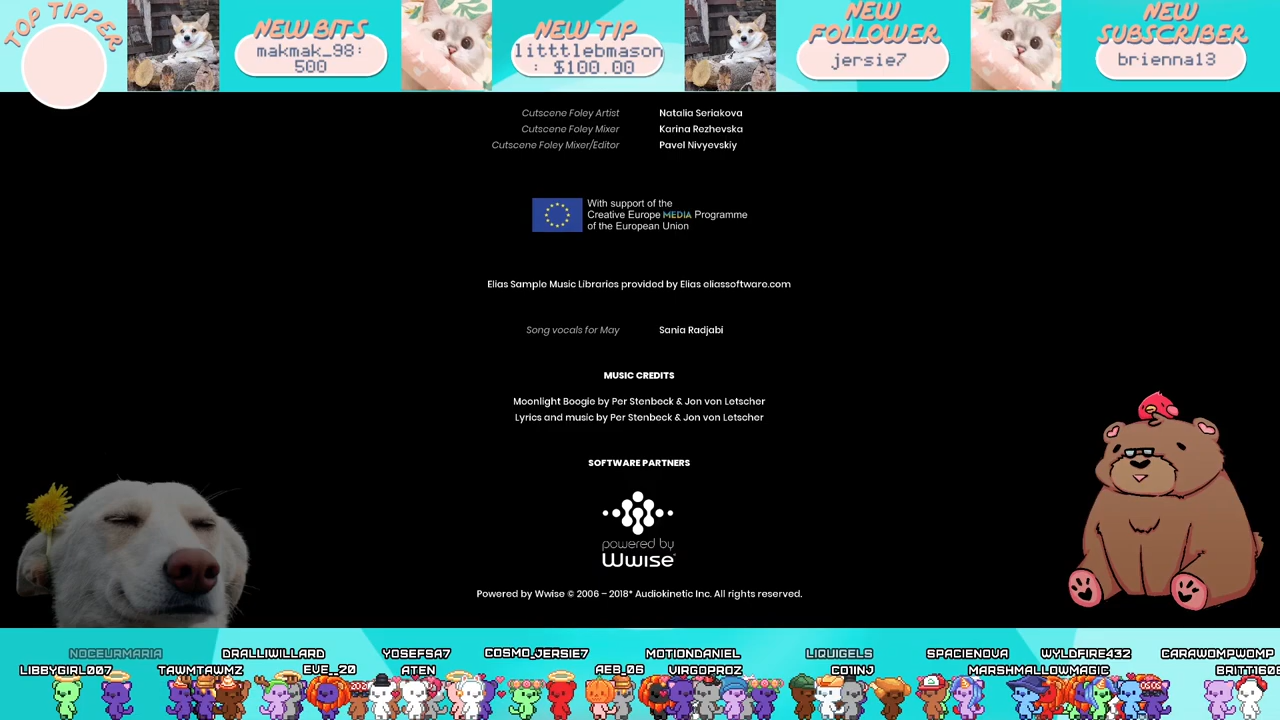 TOP TIPPER
NEW BITS
makmak_98:
500
NEW TIP
litttlebmason
: $100.00
NEW
FOLLOWER
jersie7
NEW
SUBSCRIBER
brienna13
Cutscene Foley Artist Natalia Seriakova
Cutscene Foley Mixer Karina Rezhevska
Cutscene Foley Mixer/Editor Pavel Nivyevskiy
With support of the
Creative Europe MEDIA Programme
of the European Union
Elias Sample Music Libraries provided by Elias eliassoftware.com
Song vocals for May Sania Radjabi
MUSIC CREDITS
Moonlight Boogie by Per Stenbeck & Jon von Letscher
Lyrics and music by Per Stenbeck & Jon von Letscher
SOFTWARE PARTNERS
powered by
Wwise
Powered by Wwise © 2006 – 2018* Audiokinetic Inc. All rights reserved.
NOCEURMARIA DRALLIWILLARD YOSEFSA7 COSMO_JERSIE7 MOTIONDANIEL LIQUIGELS SPACIENOVA WYLDFIRE432 CARAWOMPWOMP
LIBBYGIRL007 TAWMTAWMZ EVE_20 ATEN AEB_06 VIRGOPROZ COINJ MARSHMALLOWMAGIC